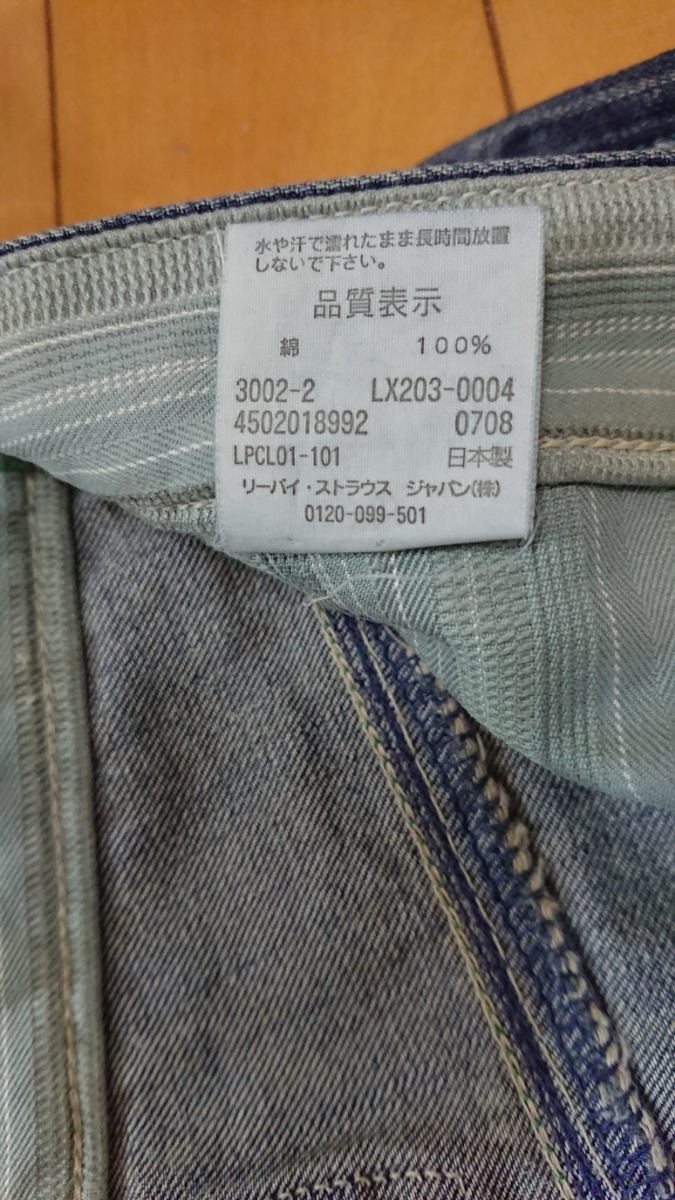 水や汗で濡れたまま長時間放置
しないで下さい。
品質表示
綿 100%
3002-2 LX203-0004
4502018992 0708
LPCL01-101 日本製
リーバイ・ストラウス ジャパン(株)
0120-099-501